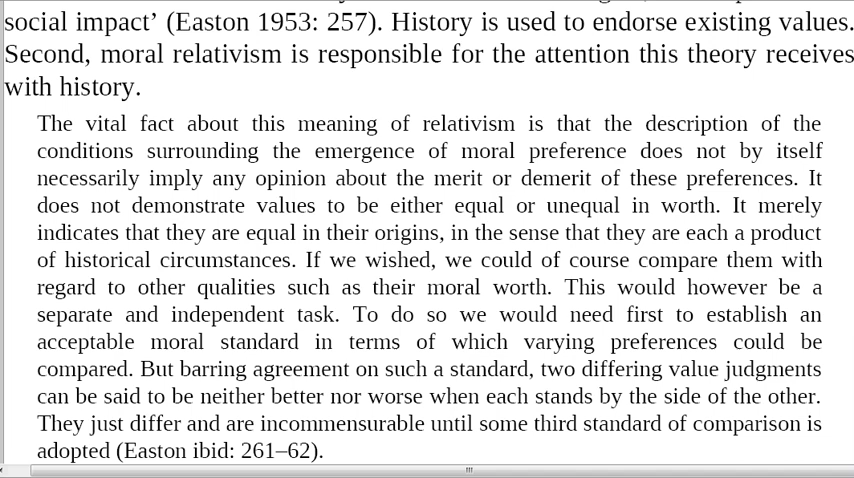 social impact’ (Easton 1953: 257). History is used to endorse existing values.
Second, moral relativism is responsible for the attention this theory receives
with history.
The vital fact about this meaning of relativism is that the description of the
conditions surrounding the emergence of moral preference does not by itself
necessarily imply any opinion about the merit or demerit of these preferences. It
does not demonstrate values to be either equal or unequal in worth. It merely
indicates that they are equal in their origins, in the sense that they are each a product
of historical circumstances. If we wished, we could of course compare them with
regard to other qualities such as their moral worth. This would however be a
separate and independent task. To do so we would need first to establish an
acceptable moral standard in terms of which varying preferences could be
compared. But barring agreement on such a standard, two differing value judgments
can be said to be neither better nor worse when each stands by the side of the other.
They just differ and are incommensurable until some third standard of comparison is
adopted (Easton ibid: 261–62).